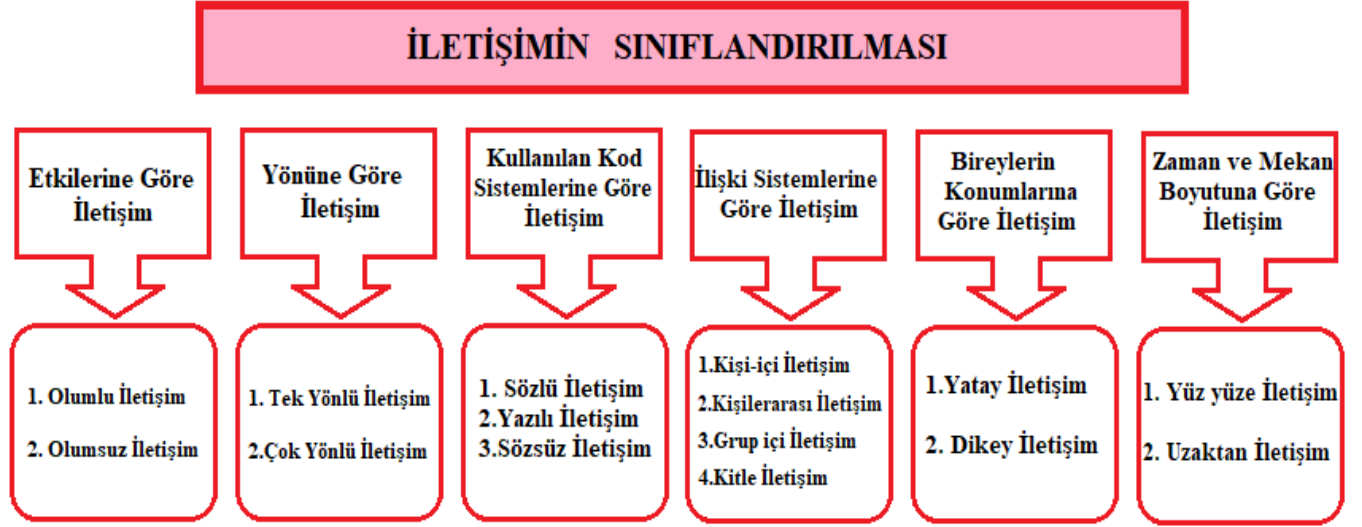 İLETİŞİMİN SINIFLANDIRILMASI
Etkilerine Göre
İletişim
Yönüne Göre
İletişim
Kullanılan Kod
Sistemlerine Göre
İletişim
İlişki Sistemlerine
Göre İletişim
Bireylerin
Konumlarına
Göre İletişim
Zaman ve Mekan
Boyutuna Göre
İletişim
1. Olumlu İletişim
2. Olumsuz İletişim
1. Tek Yönlü İletişim
2.Çok Yönlü İletişim
1. Sözlü İletişim
2.Yazılı İletişim
3.Sözsüz İletişim
1.Kişi-içi İletişim
2.Kişilerarası İletişim
3.Grup içi İletişim
4.Kitle İletişim
1.Yatay İletişim
2. Dikey İletişim
1. Yüz yüze İletişim
2. Uzaktan İletişim